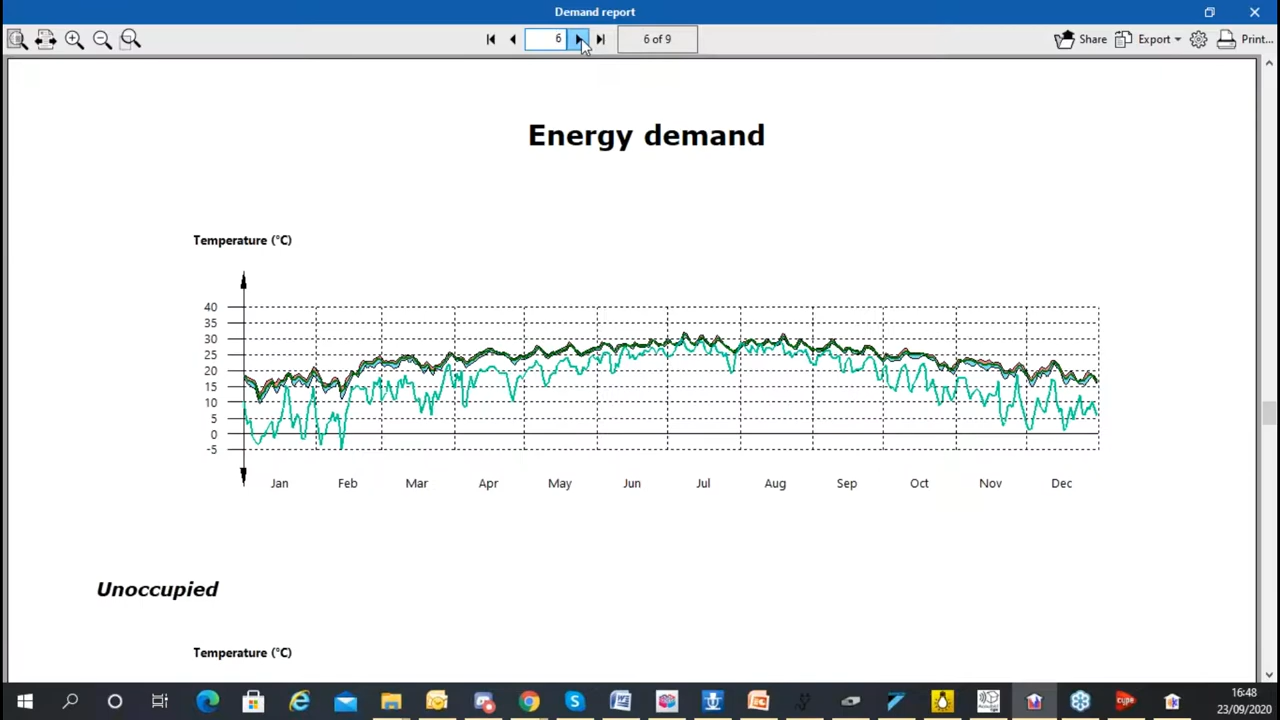 Demand report
6
6 of 9
Share
Export
Print...
Energy demand
Temperature (°C)
40
35
30
25
20
15
10
5
0
-5
Jan Feb Mar Apr May Jun Jul Aug Sep Oct Nov Dec
Unoccupied
Temperature (°C)
16:48
23/09/2020